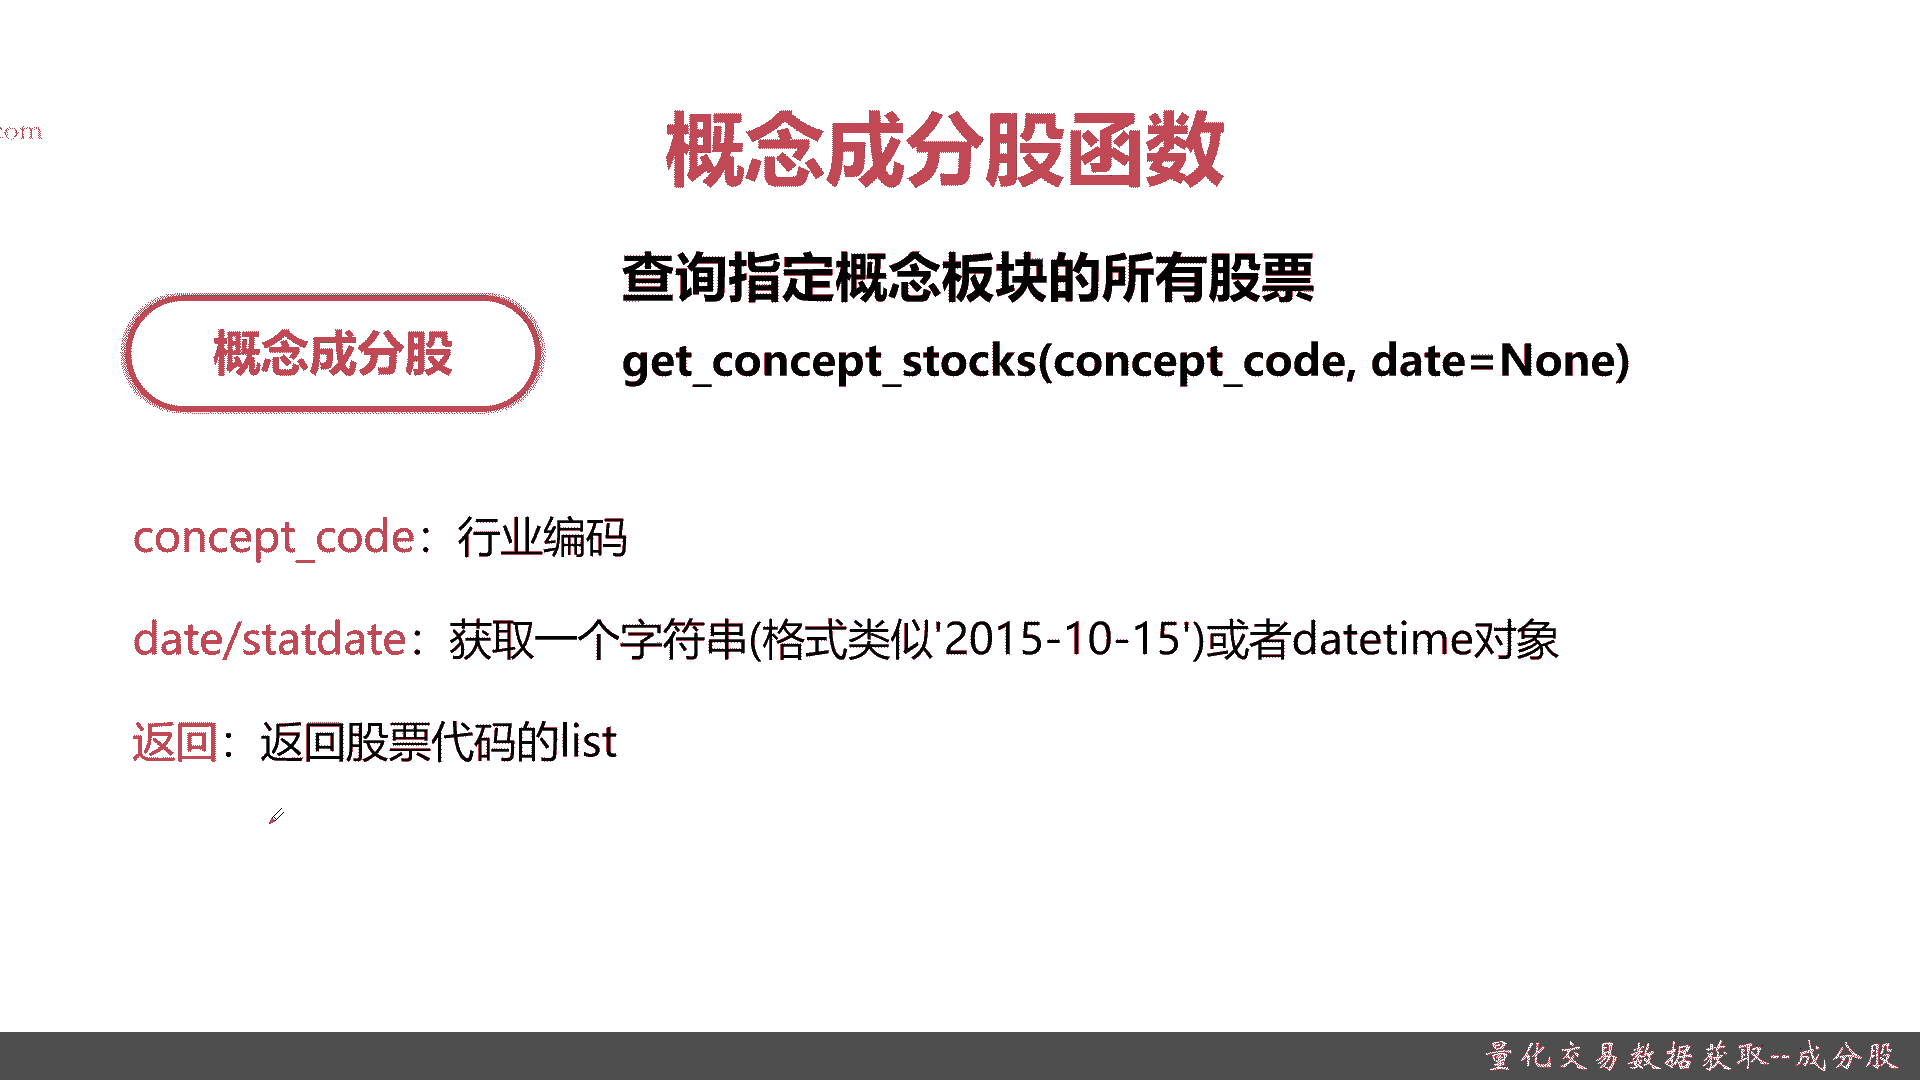 com
概念成分股函数
查询指定概念板块的所有股票
概念成分股
get_concept_stocks(concept_code, date=None)
concept_code：行业编码
date/statdate：获取一个字符串(格式类似'2015-10-15')或者datetime对象
返回：返回股票代码的list
量化交易数据获取--成分股